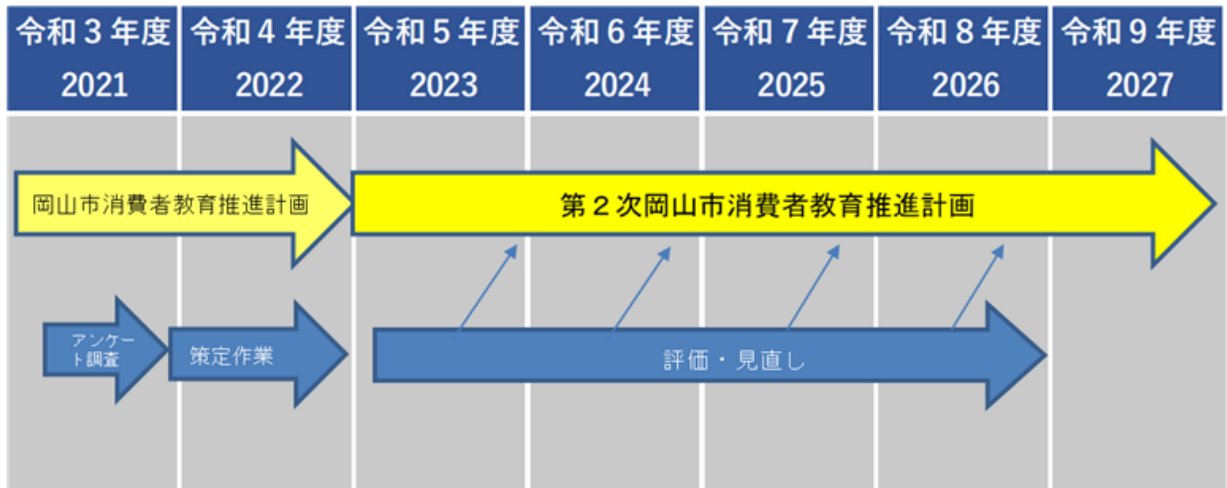 令和3年度 令和4年度 令和5年度 令和6年度 令和7年度 令和8年度 令和9年度
2021 2022 2023 2024 2025 2026 2027
岡山市消費者教育推進計画
第2次岡山市消費者教育推進計画
アンケー
ト調査
策定作業
評価・見直し